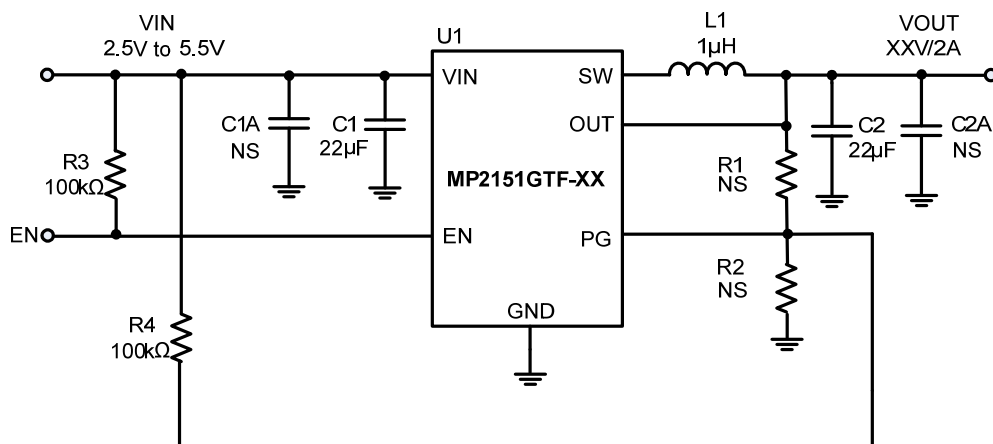 VIN
2.5V to 5.5V
U1
L1
1μH
VOUT
XXV/2A
VIN
SW
C1A
NS
C1
22μF
OUT
C2
22μF
C2A
NS
R3
100kΩ
MP2151GTF-XX
R1
NS
EN
EN
PG
R2
NS
GND
R4
100kΩ